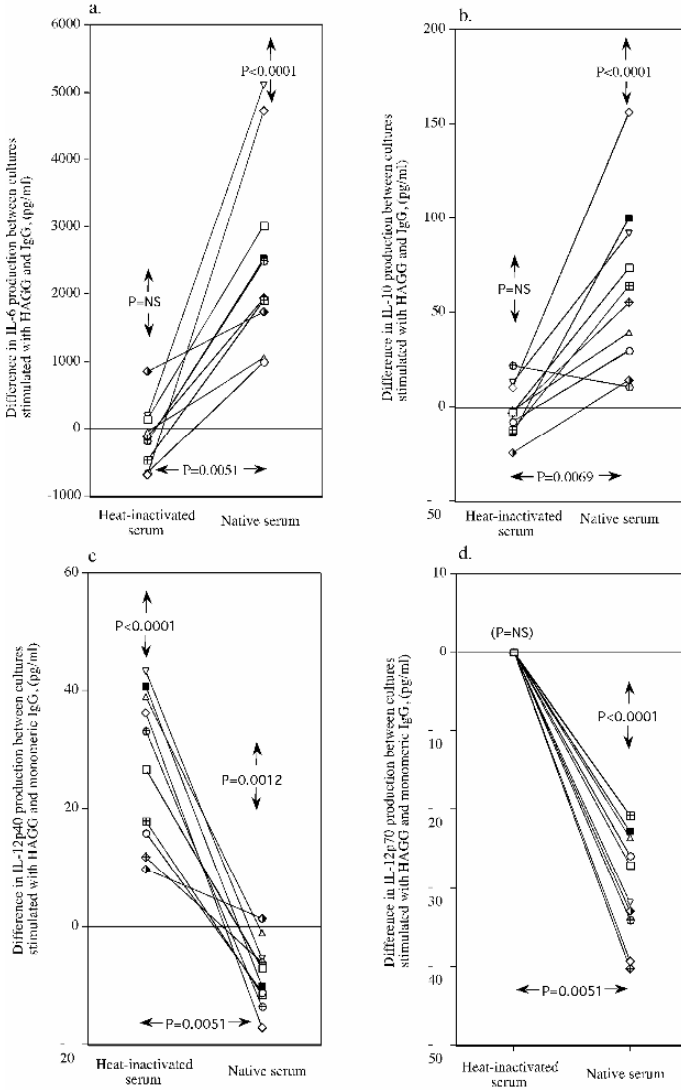 a.
Difference in IL-6 production between cultures
stimulated with HAGG and IgG, (pg/ml)
6000
5000
4000
3000
2000
1000
0
-1000
P<0.0001
P=NS
P=0.0051
Heat-inactivated
serum
Native serum
b.
Difference in IL-10 production between cultures
stimulated with HAGG and IgG, (pg/ml)
200
150
100
50
0
-
50
P<0.0001
P=NS
P=0.0069
Heat-inactivated
serum
Native serum
c
Difference in IL-12p40 production between cultures
stimulated with HAGG and monomeric IgG, (pg/ml)
60
40
20
0
-
20
P<0.0001
P=0.0012
P=0.0051
Heat-inactivated
serum
Native serum
d.
Difference in IL-12p70 production between cultures
stimulated with HAGG and monomeric IgG, (pg/ml)
10
0
-
10
-
20
-
30
-
40
-
50
(P=NS)
P<0.0001
P=0.0051
Heat-inactivated
serum
Native serum